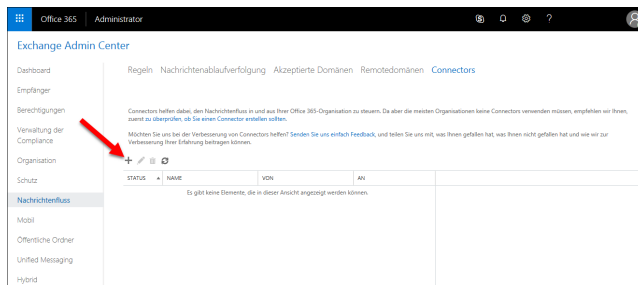 Office 365 Administrator ?
Exchange Admin Center
Dashboard
Empfänger
Berechtigungen
Verwaltung der
Compliance
Organisation
Schutz
Nachrichtenfluss
Mobil
Öffentliche Ordner
Unified Messaging
Hybrid
Regeln Nachrichtenablaufverfolgung Akzeptierte Domänen Remotedomänen Connectors
Connectors helfen dabei, den Nachrichtenfluss in und aus Ihrer Office 365-Organisation zu steuern. Da aber die meisten Organisationen keine Connectors verwenden müssen, empfehlen wir Ihnen,
zuerst zu überprüfen, ob Sie einen Connector erstellen sollten.
Möchten Sie uns bei der Verbesserung von Connectors helfen? Senden Sie uns einfach Feedback, und teilen Sie uns mit, was Ihnen gefallen hat, was Ihnen nicht gefallen hat und wie wir zur
Verbesserung Ihrer Erfahrung beitragen können.
STATUS NAME VON AN
Es gibt keine Elemente, die in dieser Ansicht angezeigt werden können.